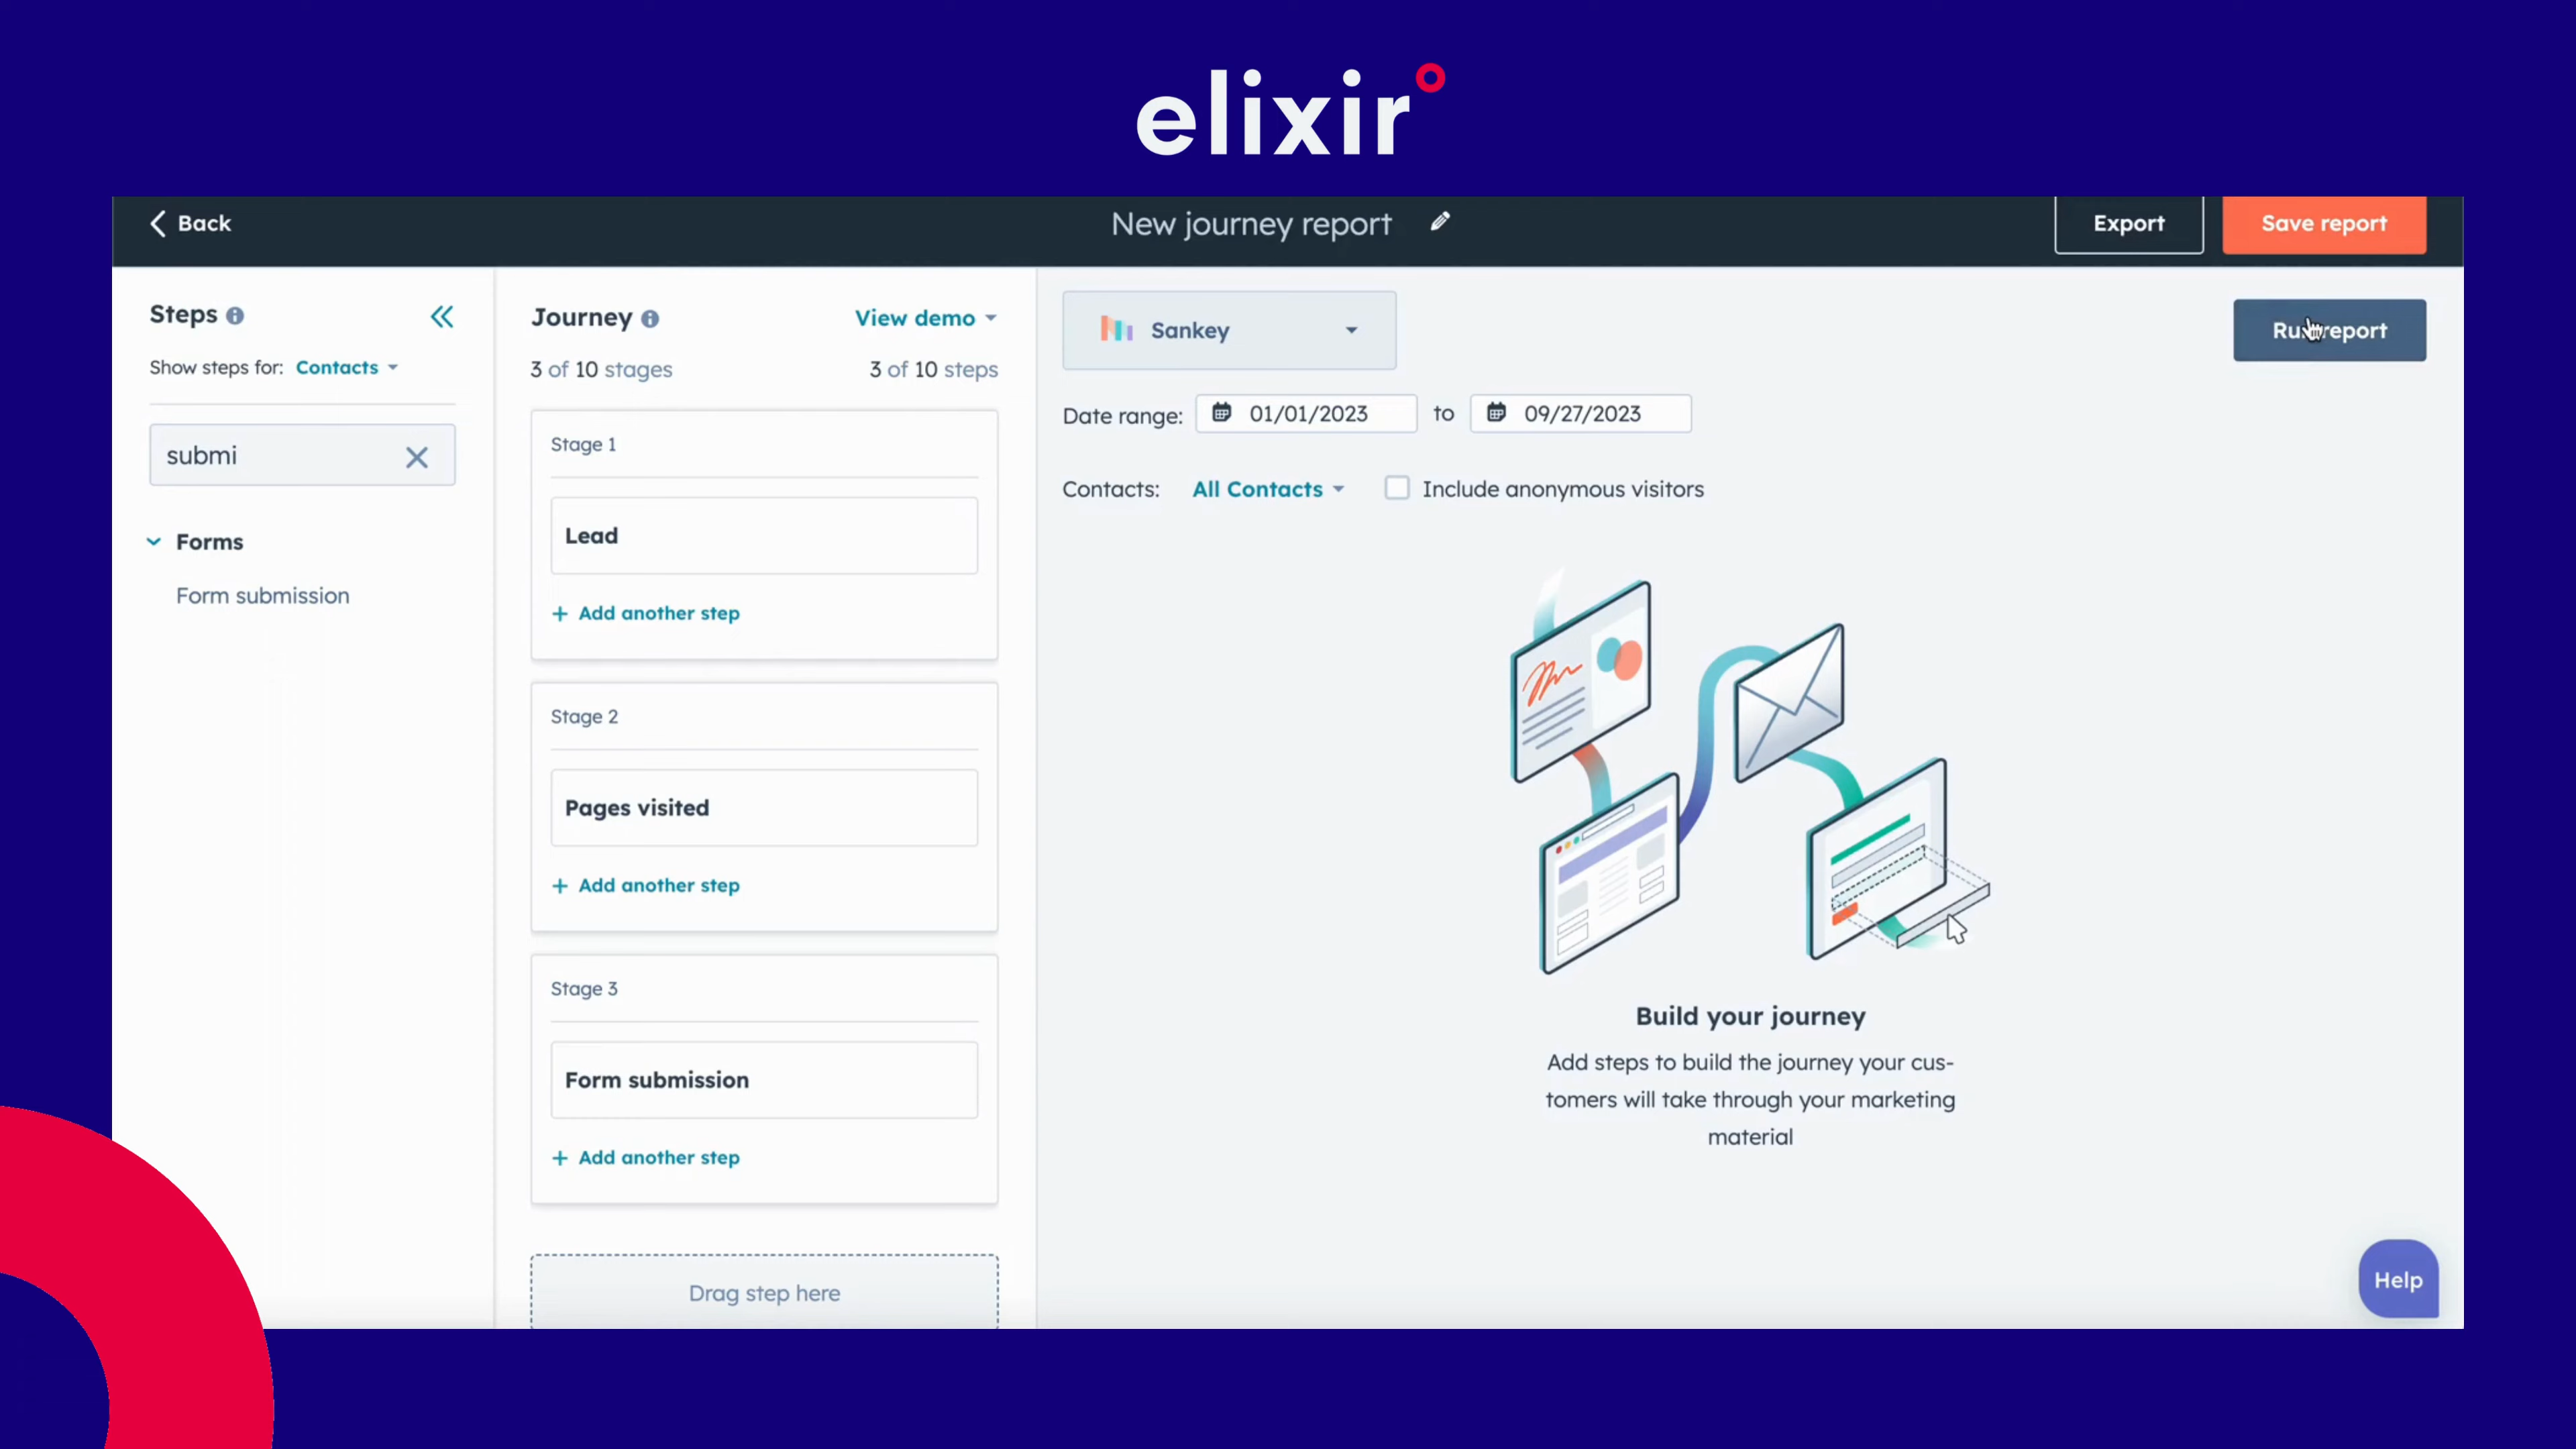 elixir
Back
New journey report
Export
Save report
Steps
Show steps for: Contacts
submi
Forms
Form submission
Journey
View demo
3 of 10 stages
3 of 10 steps
Stage 1
Lead
+ Add another step
Stage 2
Pages visited
+ Add another step
Stage 3
Form submission
+ Add another step
Drag step here
Sankey
Run report
Date range: 01/01/2023 to 09/27/2023
Contacts: All Contacts
Include anonymous visitors
Build your journey
Add steps to build the journey your cus-
tomers will take through your marketing
material
Help